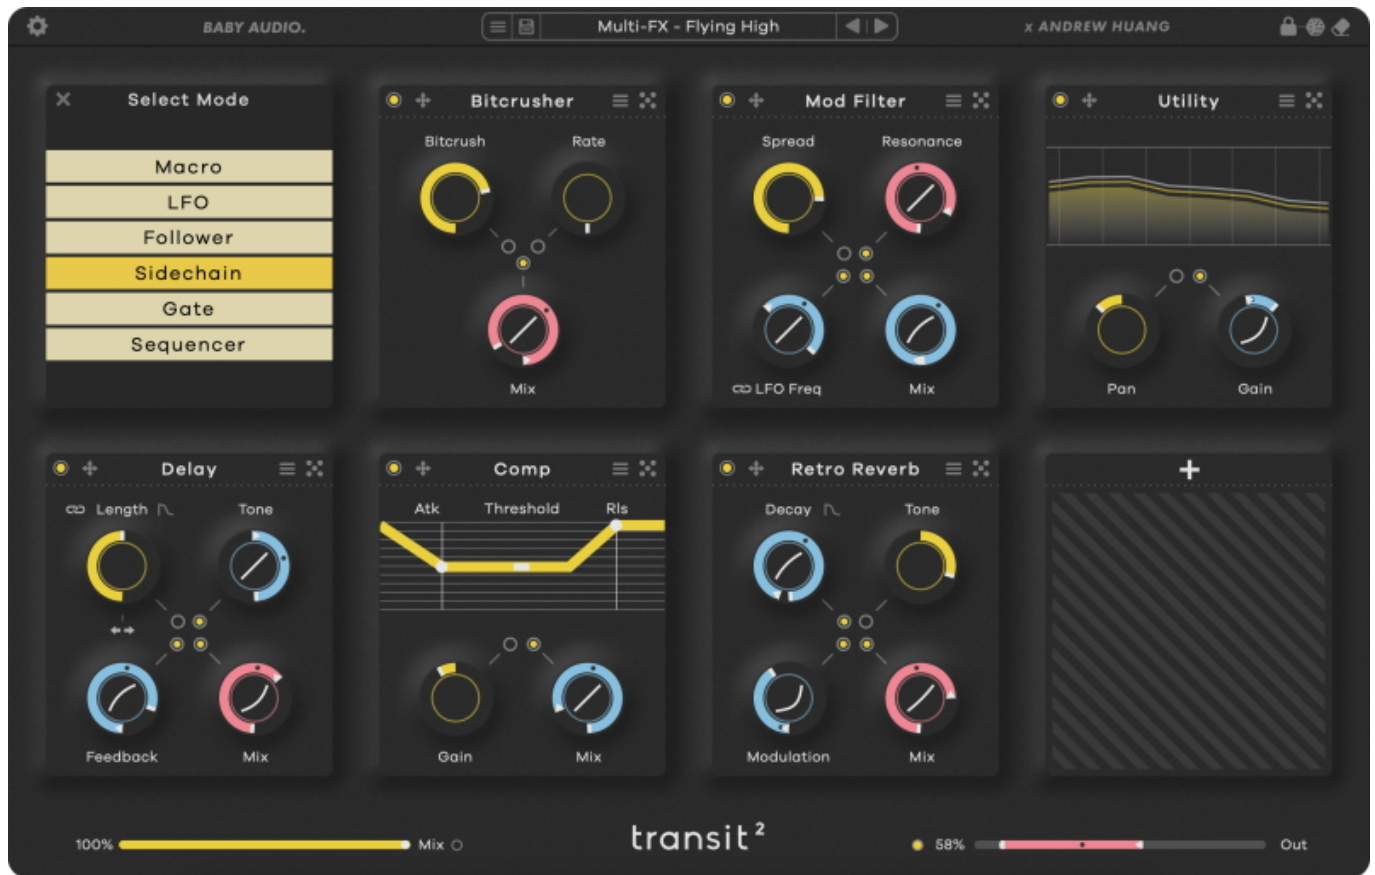 BABY AUDIO.
Multi-FX - Flying High
x ANDREW HUANG
Select Mode
Macro
LFO
Follower
Sidechain
Gate
Sequencer
Bitcrusher
Bitcrush Rate
Mix
Mod Filter
Spread Resonance
LFO Freq Mix
Utility
Pan Gain
Delay
Length Tone
Feedback Mix
Comp
Atk Threshold Rls
Gain Mix
Retro Reverb
Decay Tone
Modulation Mix
100% Mix
transit²
58% Out